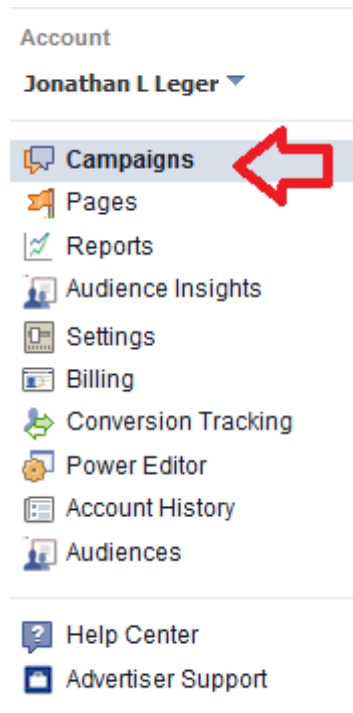 Account
Jonathan L Leger
Campaigns
Pages
Reports
Audience Insights
Settings
Billing
Conversion Tracking
Power Editor
Account History
Audiences
Help Center
Advertiser Support